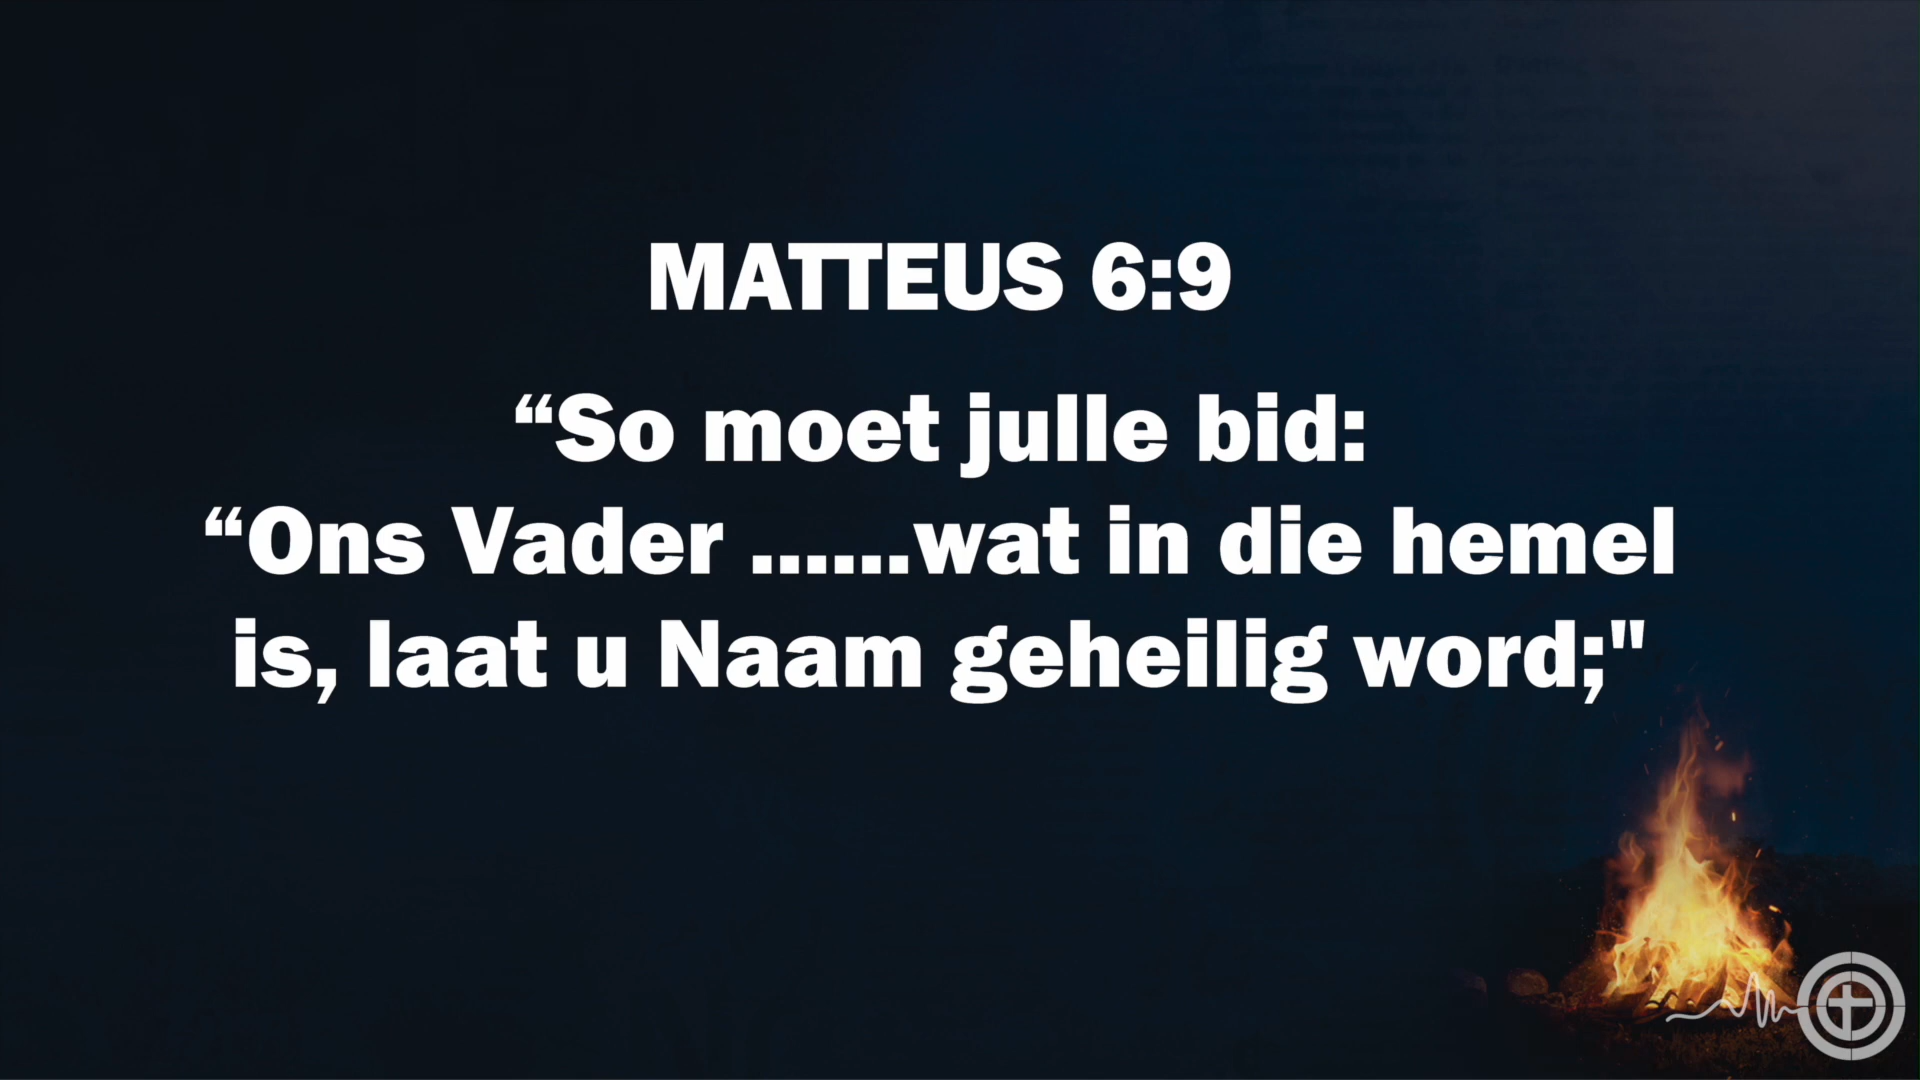 MATTEUS 6:9
“So moet julle bid:
“Ons Vader ......wat in die hemel
is, laat u Naam geheilig word;"